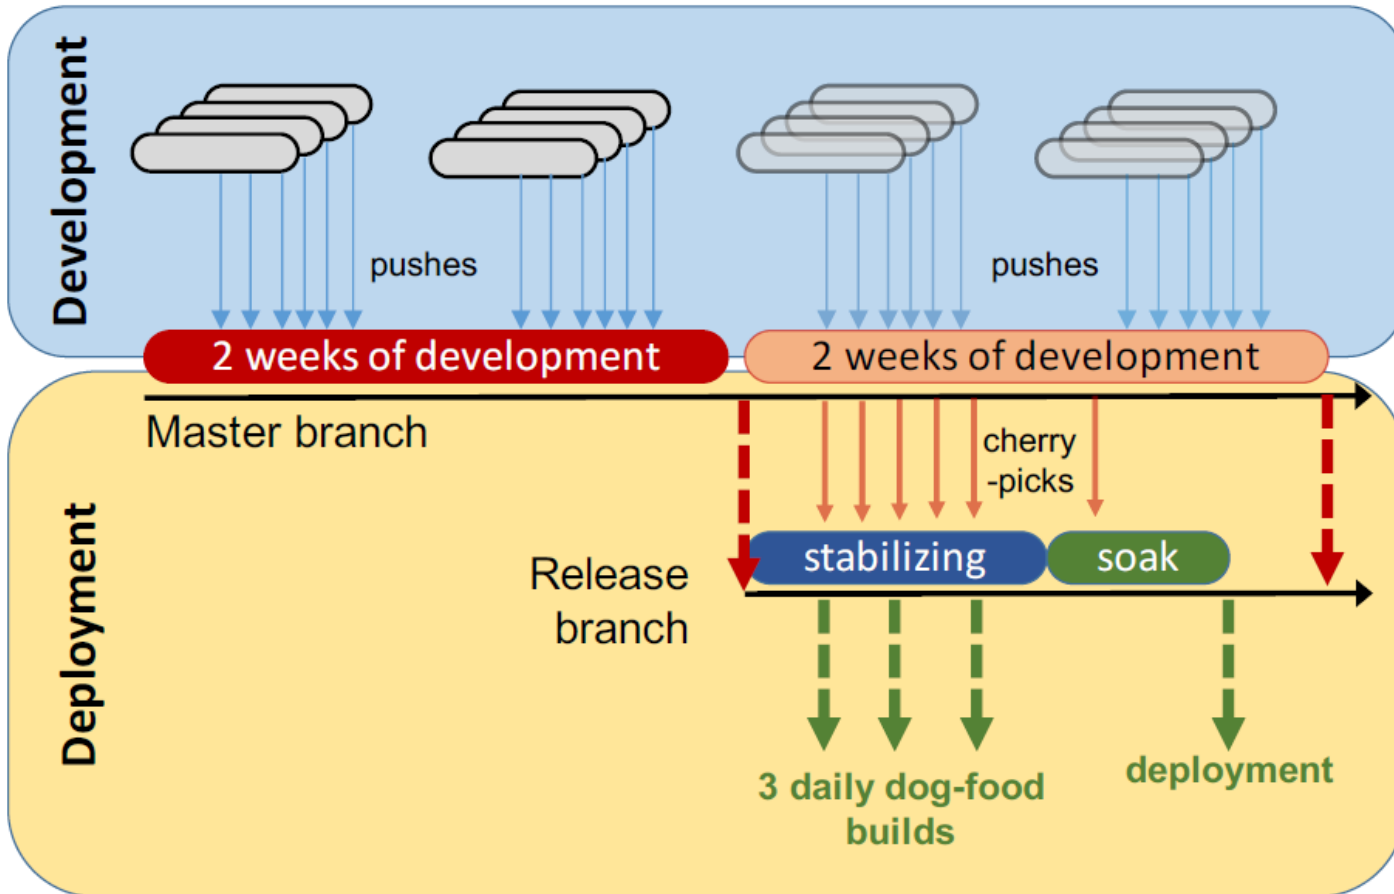 Development
pushes
pushes
2 weeks of development
2 weeks of development
Master branch
cherry
-picks
Deployment
Release
branch
stabilizing
soak
3 daily dog-food
builds
deployment